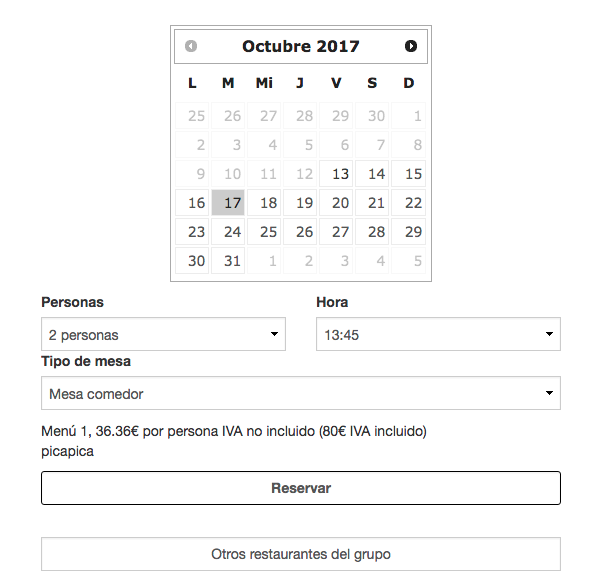 Octubre 2017
L M Mi J V S D
25 26 27 28 29 30 1
2 3 4 5 6 7 8
9 10 11 12 13 14 15
16 17 18 19 20 21 22
23 24 25 26 27 28 29
30 31 1 2 3 4 5
Personas Hora
2 personas 13:45
Tipo de mesa
Mesa comedor
Menú 1, 36.36€ por persona IVA no incluido (80€ IVA incluido)
picapica
Reservar
Otros restaurantes del grupo